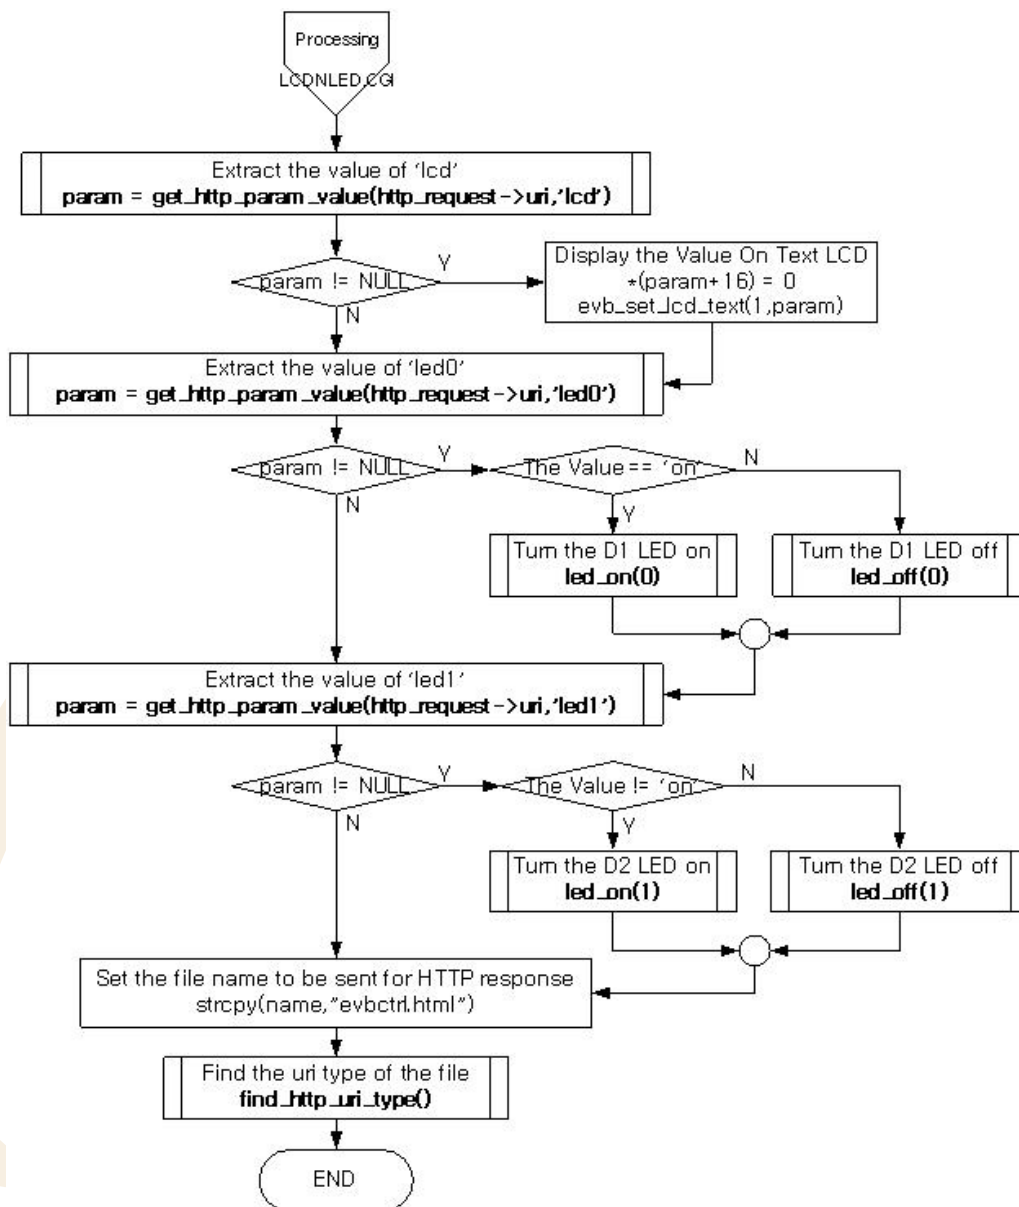 Processing
LCDNLED.CGI
Extract the value of 'lcd'
param = get_http_param_value(http_request->uri,'lcd')
param != NULL
Y
N
Display the Value On Text LCD
*(param+16) = 0
evb_set_lcd_text(1,param)
Extract the value of 'led0'
param = get_http_param_value(http_request->uri,'led0')
param != NULL
Y
N
The Value == 'on'
N
Y
Turn the D1 LED on
led_on(0)
Turn the D1 LED off
led_off(0)
Extract the value of 'led1'
param = get_http_param_value(http_request->uri,'led1')
param != NULL
Y
N
The Value != 'on'
N
Y
Turn the D2 LED on
led_on(1)
Turn the D2 LED off
led_off(1)
Set the file name to be sent for HTTP response
strcpy(name,"evbctrl.html")
Find the uri type of the file
find_http_uri_type()
END